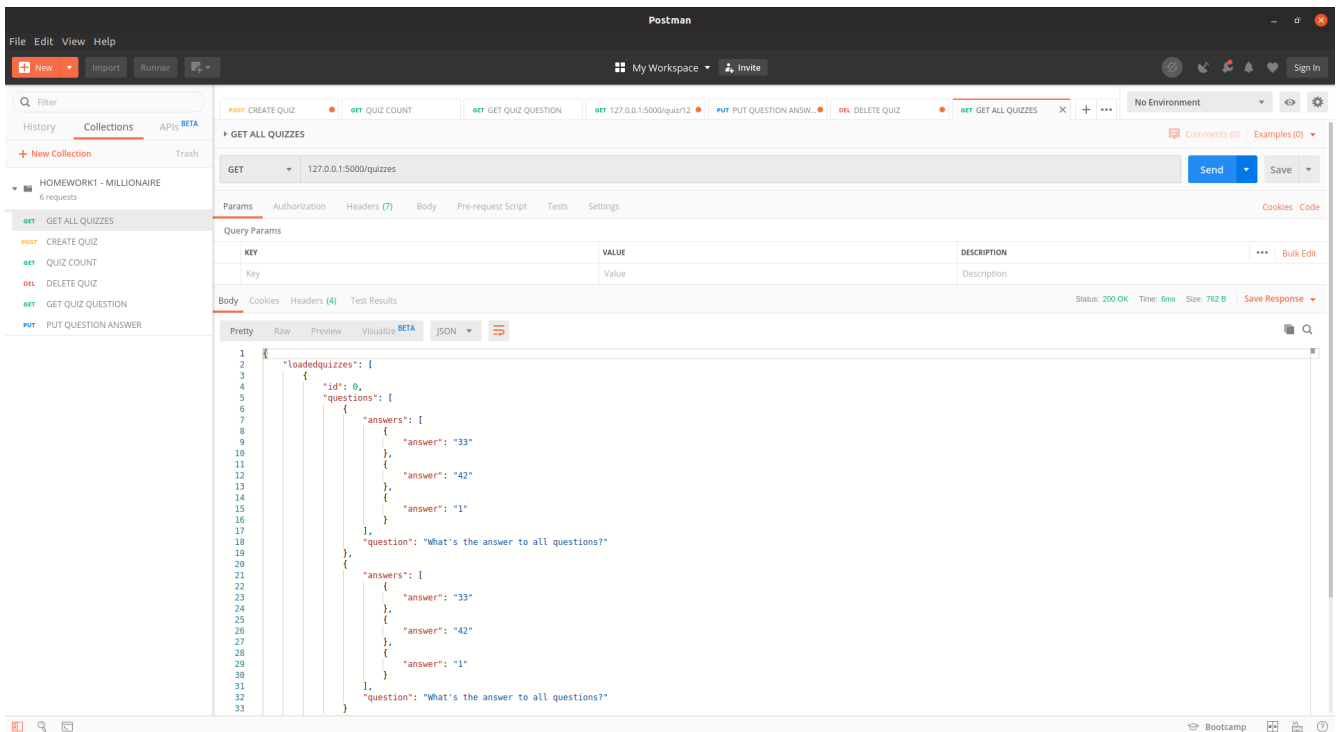 Postman
File Edit View Help
New Import Runner My Workspace Invite Sign In
Filter
History Collections APIs BETA
+ New Collection Trash
HOMEWORK1 - MILLIONAIRE
6 requests
GET GET ALL QUIZZES
POST CREATE QUIZ
GET QUIZ COUNT
DEL DELETE QUIZ
GET GET QUIZ QUESTION
PUT PUT QUESTION ANSWER
POST CREATE QUIZ GET QUIZ COUNT GET GET QUIZ QUESTION GET 127.0.0.1:5000/quiz/12 PUT PUT QUESTION ANSW... DEL DELETE QUIZ GET GET ALL QUIZZES X + ••• No Environment
GET ALL QUIZZES Comments (0) Examples (0)
GET 127.0.0.1:5000/quizzes Send Save
Params Authorization Headers (7) Body Pre-request Script Tests Settings Cookies Code
Query Params
KEY VALUE DESCRIPTION ••• Bulk Edit
Key Value Description
Body Cookies Headers (4) Test Results Status: 200 OK Time: 6ms Size: 762 B Save Response
Pretty Raw Preview Visualize BETA JSON
1 {
2 "loadedquizzes": [
3 {
4 "id": 0,
5 "questions": [
6 {
7 "answers": [
8 {
9 "answer": "33"
10 },
11 {
12 "answer": "42"
13 },
14 {
15 "answer": "1"
16 }
17 ],
18 "question": "What's the answer to all questions?"
19 },
20 {
21 "answers": [
22 {
23 "answer": "33"
24 },
25 {
26 "answer": "42"
27 },
28 {
29 "answer": "1"
30 }
31 ],
32 "question": "What's the answer to all questions?"
33 }
Bootcamp